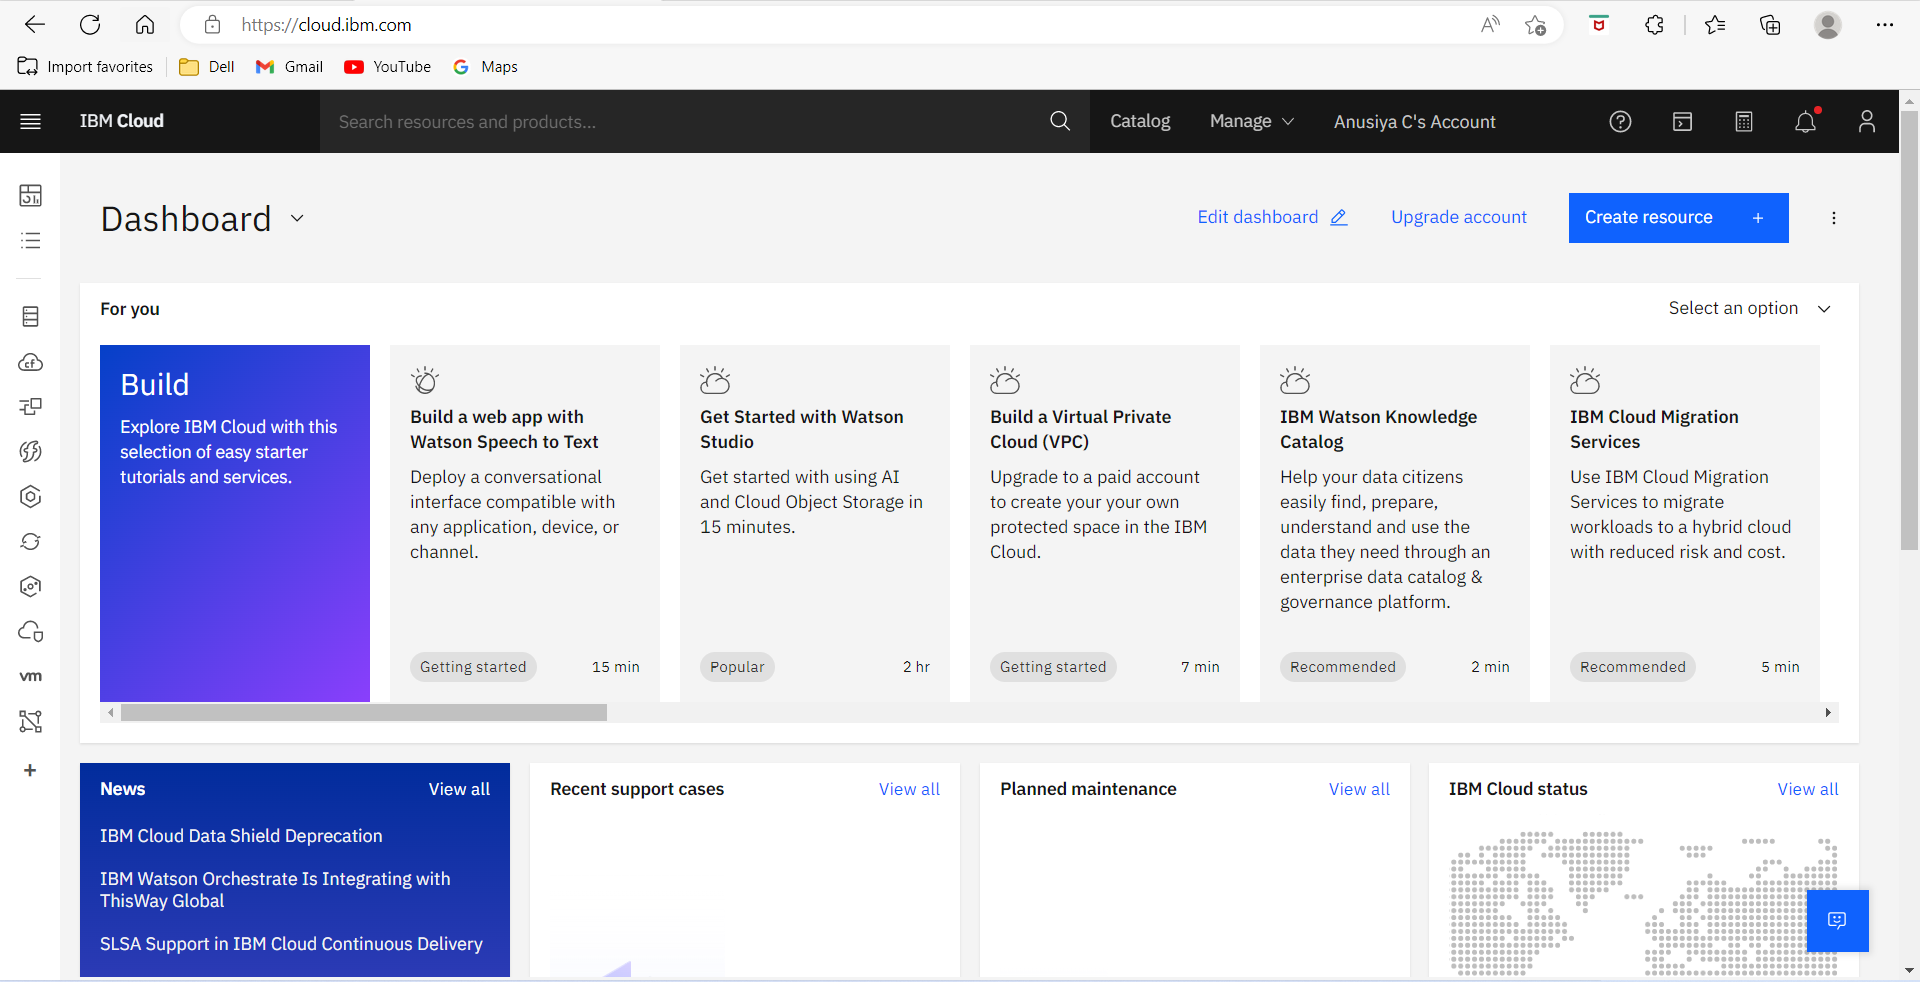 https://cloud.ibm.com
Import favorites Dell Gmail YouTube Maps
IBM Cloud Search resources and products... Catalog Manage Anusiya C's Account
Dashboard Edit dashboard Upgrade account Create resource +
For you Select an option
Build
Explore IBM Cloud with this
selection of easy starter
tutorials and services.
Build a web app with
Watson Speech to Text
Deploy a conversational
interface compatible with
any application, device, or
channel.
Getting started 15 min
Get Started with Watson
Studio
Get started with using AI
and Cloud Object Storage in
15 minutes.
Popular 2 hr
Build a Virtual Private
Cloud (VPC)
Upgrade to a paid account
to create your your own
protected space in the IBM
Cloud.
Getting started 7 min
IBM Watson Knowledge
Catalog
Help your data citizens
easily find, prepare,
understand and use the
data they need through an
enterprise data catalog &
governance platform.
Recommended 2 min
IBM Cloud Migration
Services
Use IBM Cloud Migration
Services to migrate
workloads to a hybrid cloud
with reduced risk and cost.
Recommended 5 min
cf
vm
+
News View all
IBM Cloud Data Shield Deprecation
IBM Watson Orchestrate Is Integrating with
ThisWay Global
SLSA Support in IBM Cloud Continuous Delivery
Recent support cases View all
Planned maintenance View all
IBM Cloud status View all